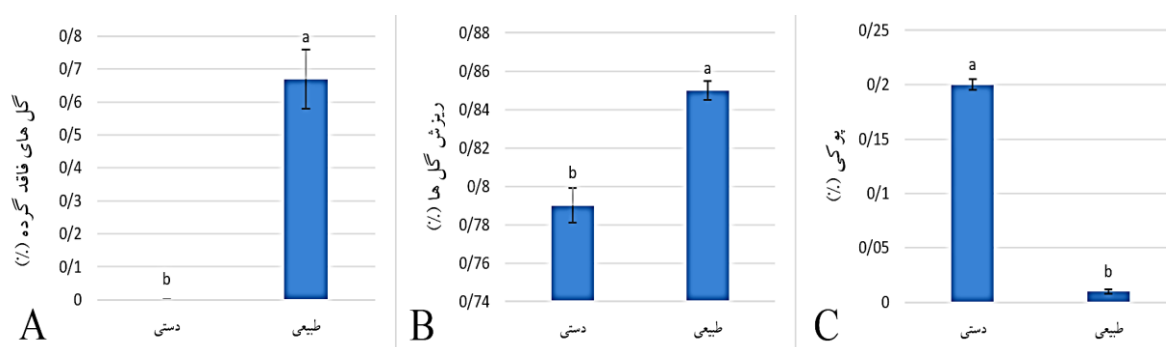 گل های فاقد گرده (٪)
0/8
0/7
0/6
0/5
0/4
0/3
0/2
0/1
0
b
a
دستی
طبیعی
A
ریزش گل ها (٪)
0/88
0/86
0/84
0/82
0/8
0/78
0/76
0/74
b
a
دستی
طبیعی
B
پوکی (٪)
0/25
0/2
0/15
0/1
0/05
0
a
b
دستی
طبیعی
C